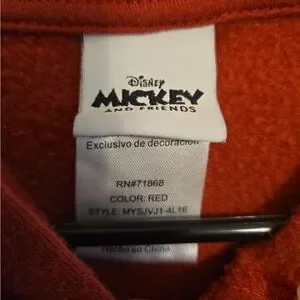 Disney
MICKEY
AND FRIENDS
Exclusivo de decoración
RN#71868
COLOR: RED
STYLE: MYSJVJ1-4L16
Hecho en China